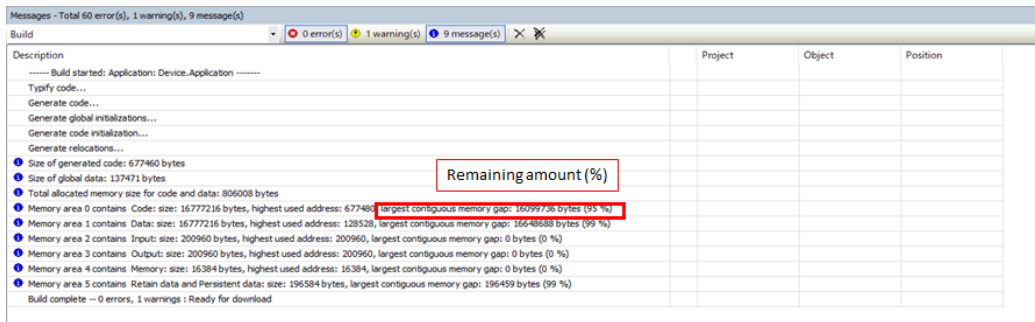 Messages - Total 60 error(s), 1 warning(s), 9 message(s)
Build 0 error(s) 1 warning(s) 9 message(s)
Description Project Object Position
------ Build started: Application: Device.Application -------
Typify code...
Generate code...
Generate global initializations...
Generate code initialization...
Generate relocations...
Size of generated code: 677460 bytes
Size of global data: 137471 bytes
Remaining amount (%)
Total allocated memory size for code and data: 806008 bytes
Memory area 0 contains Code: size: 16777216 bytes, highest used address: 677480, largest contiguous memory gap: 16099736 bytes (95 %)
Memory area 1 contains Data: size: 16777216 bytes, highest used address: 128528, largest contiguous memory gap: 16648688 bytes (99 %)
Memory area 2 contains Input: size: 200960 bytes, highest used address: 200960, largest contiguous memory gap: 0 bytes (0 %)
Memory area 3 contains Output: size: 200960 bytes, highest used address: 200960, largest contiguous memory gap: 0 bytes (0 %)
Memory area 4 contains Memory: size: 16384 bytes, highest used address: 16384, largest contiguous memory gap: 0 bytes (0 %)
Memory area 5 contains Retain data and Persistent data: size: 196584 bytes, largest contiguous memory gap: 196459 bytes (99 %)
Build complete -- 0 errors, 1 warnings : Ready for download